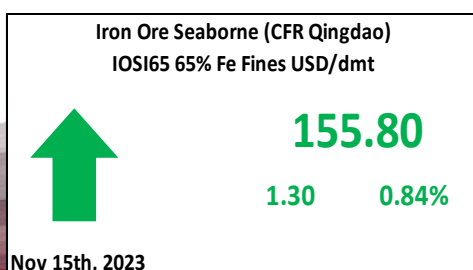 Iron Ore Seaborne (CFR Qingdao)
IOSI65 65% Fe Fines USD/dmt
155.80
1.30 0.84%
Nov 15th, 2023